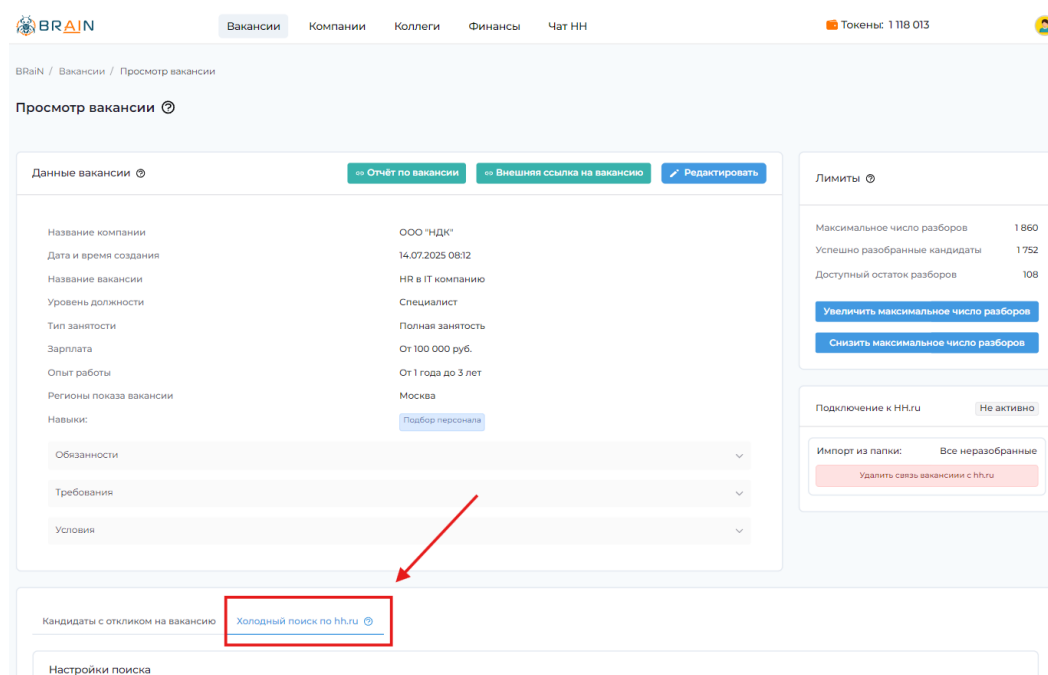 BRAIN
Вакансии Компании Коллеги Финансы Чат HH
Токены: 1 118 013
BRaiN / Вакансии / Просмотр вакансии
Просмотр вакансии
Данные вакансии
Отчёт по вакансии
Внешняя ссылка на вакансию
Редактировать
Название компании ООО "НДК"
Дата и время создания 14.07.2025 08:12
Название вакансии HR в IT компанию
Уровень должности Специалист
Тип занятости Полная занятость
Зарплата От 100 000 руб.
Опыт работы От 1 года до 3 лет
Регионы показа вакансии Москва
Навыки: Подбор персонала
Обязанности
Требования
Условия
Лимиты
Максимальное число разборов 1 860
Успешно разобранные кандидаты 1 752
Доступный остаток разборов 108
Увеличить максимальное число разборов
Снизить максимальное число разборов
Подключение к HH.ru Не активно
Импорт из папки: Все неразобранные
Удалить связь вакансиии с hh.ru
Кандидаты с откликом на вакансию
Холодный поиск по hh.ru
Настройки поиска